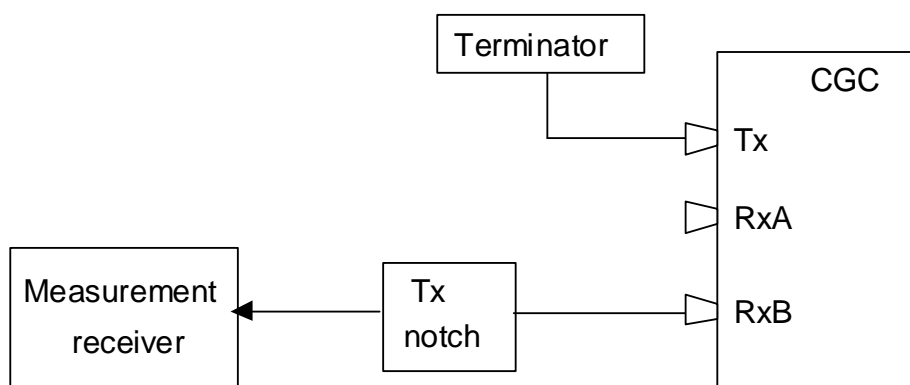 Terminator
CGC
Tx
RxA
Measurement
receiver
Tx
notch
RxB